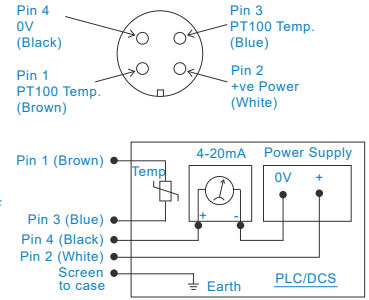 Pin 4
0V
(Black)
Pin 3
PT100 Temp.
(Blue)
Pin 1
PT100 Temp.
(Brown)
Pin 2
+ve Power
(White)
4-20mA
Power Supply
Pin 1 (Brown)
Temp
0V +
Pin 3 (Blue)
+ -
Pin 4 (Black)
Pin 2 (White)
Screen
to case
Earth
PLC/DCS